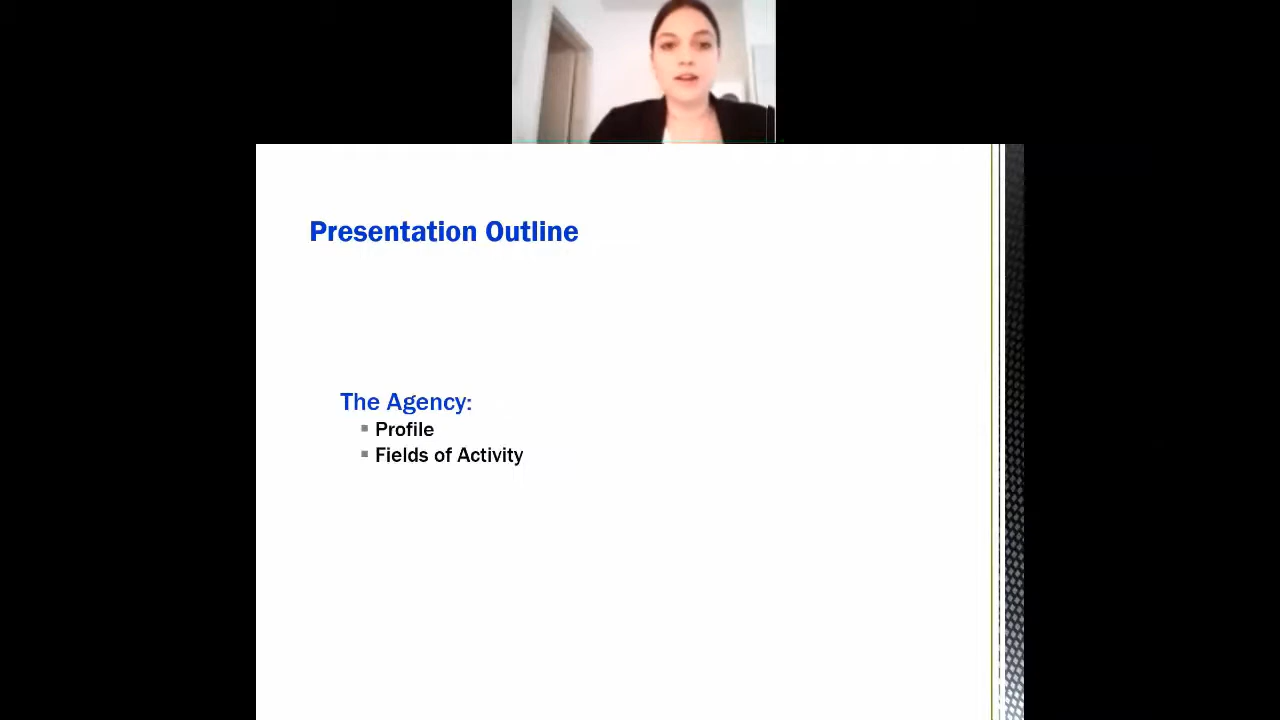 Presentation Outline
The Agency:
Profile
Fields of Activity